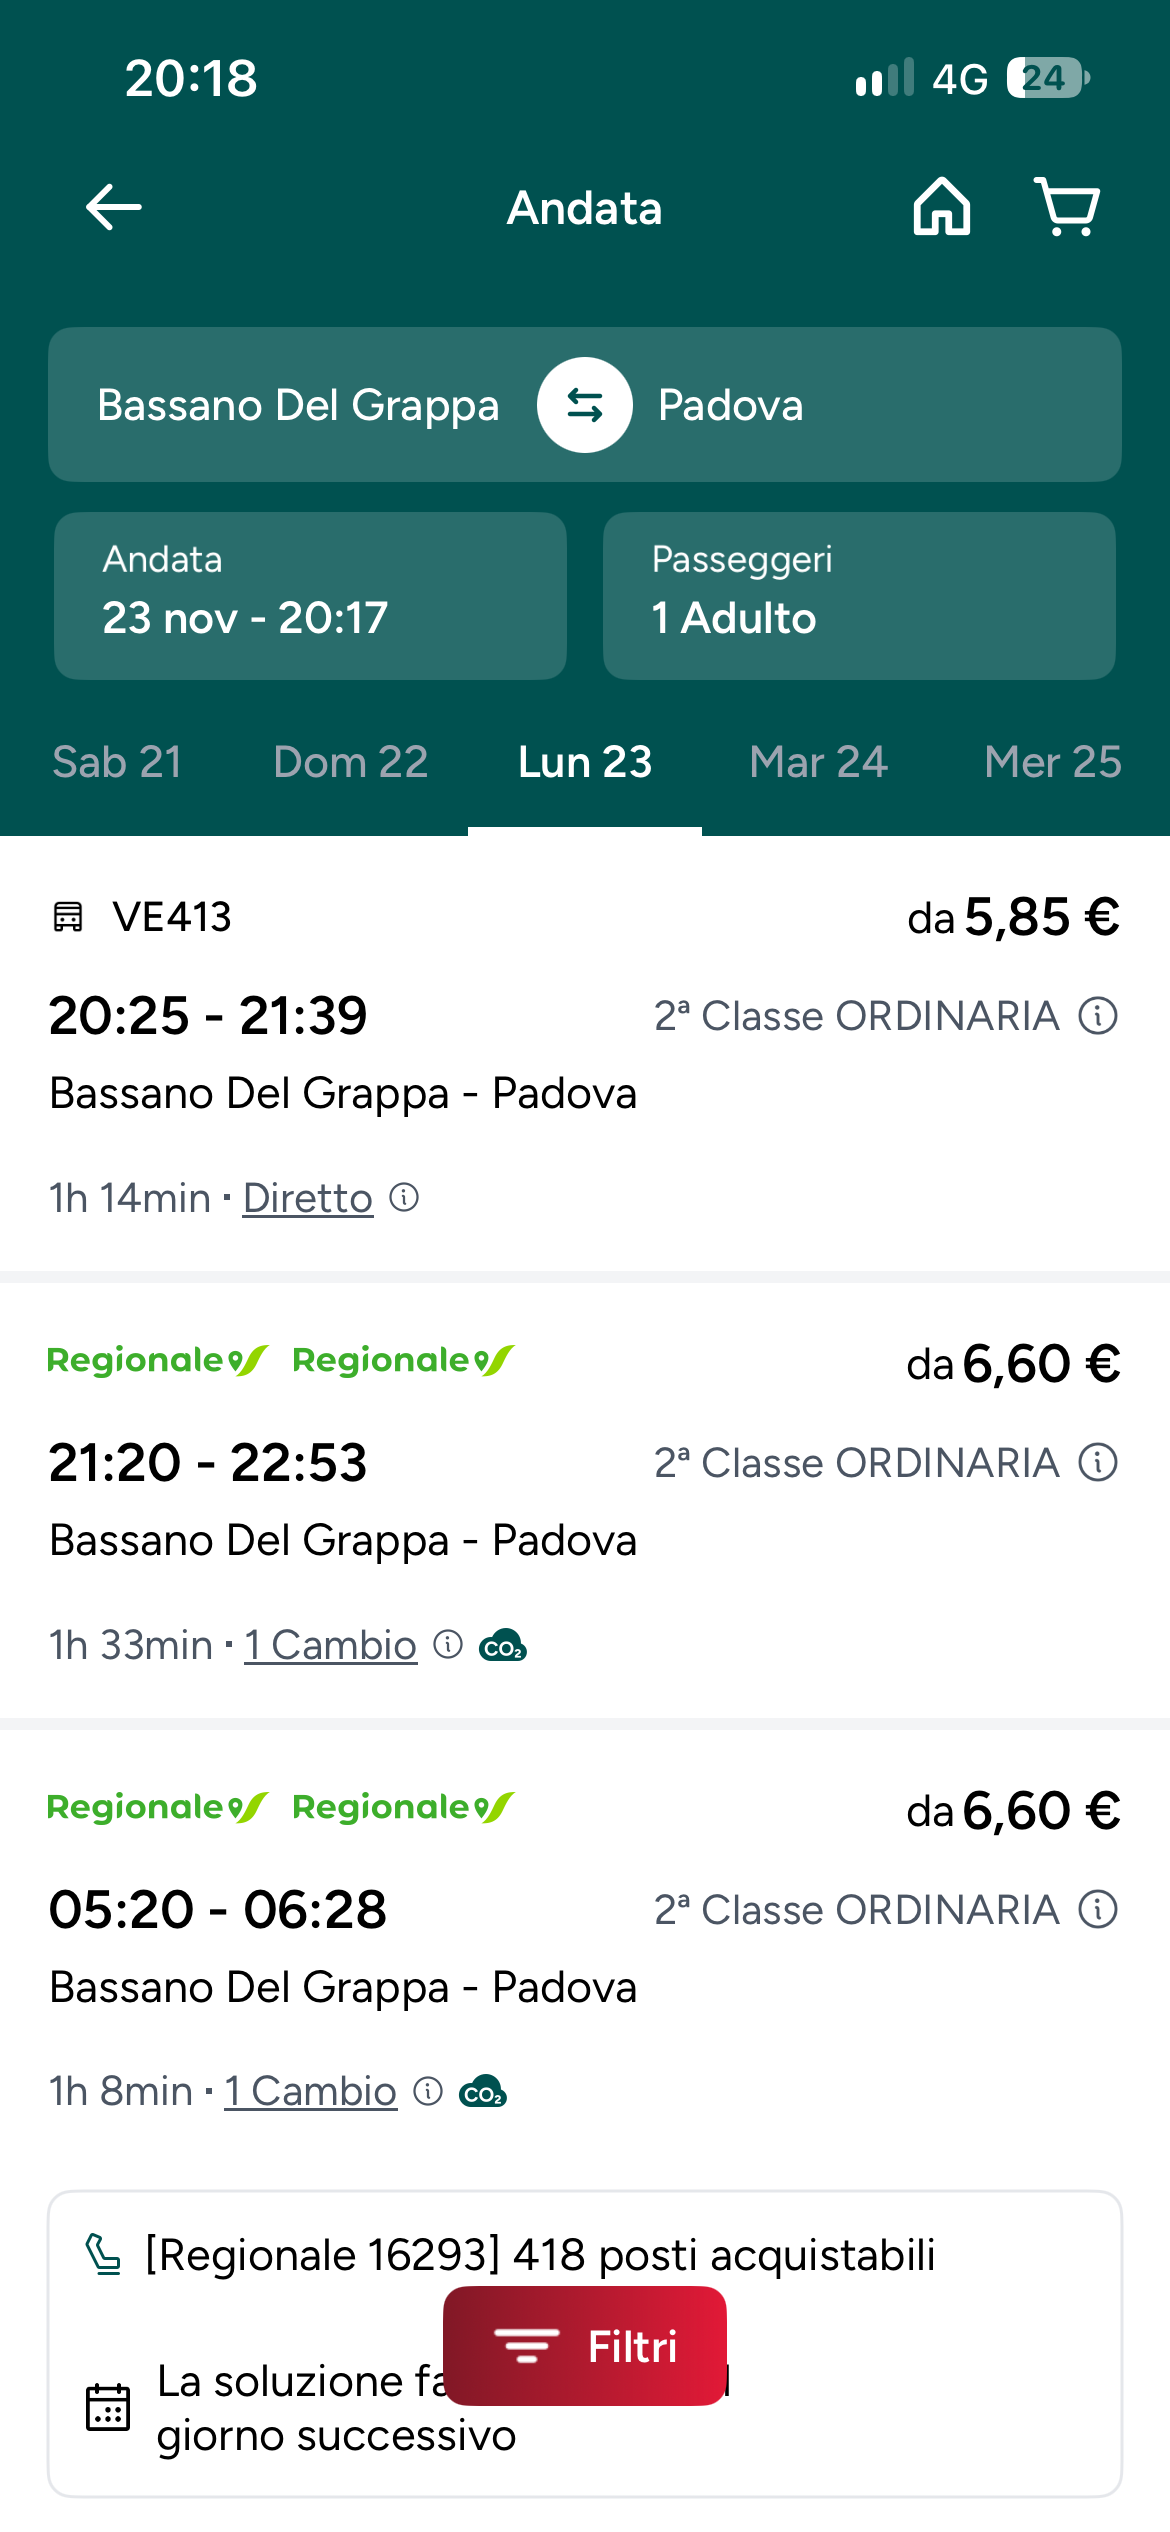 20:18 4G 24
Andata
Bassano Del Grappa Padova
Andata Passeggeri
23 nov - 20:17 1 Adulto
Sab 21 Dom 22 Lun 23 Mar 24 Mer 25
VE413 da 5,85 €
20:25 - 21:39 2ª Classe ORDINARIA
Bassano Del Grappa - Padova
1h 14min · Diretto
Regionale Regionale da 6,60 €
21:20 - 22:53 2ª Classe ORDINARIA
Bassano Del Grappa - Padova
1h 33min · 1 Cambio CO₂
Regionale Regionale da 6,60 €
05:20 - 06:28 2ª Classe ORDINARIA
Bassano Del Grappa - Padova
1h 8min · 1 Cambio CO₂
[Regionale 16293] 418 posti acquistabili
Filtri
La soluzione
giorno successivo